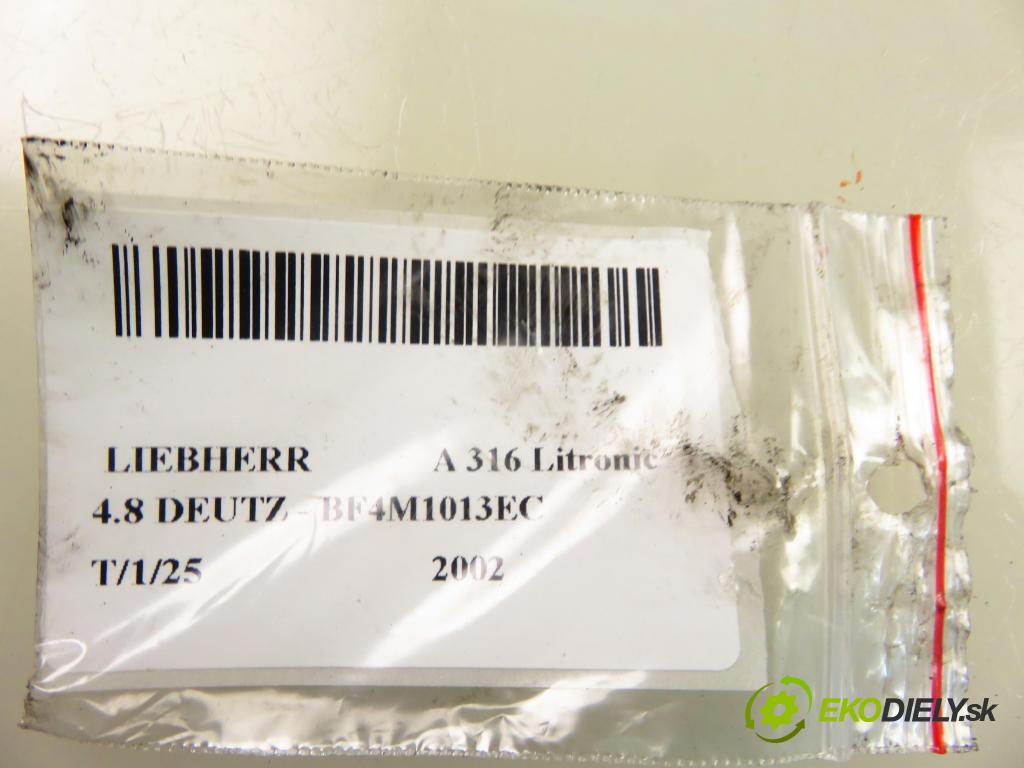 LIEBHERR A 316 Litronic
4.8 DEUTZ - BF4M1013EC
T/1/25 2002
EKODIELY.sk